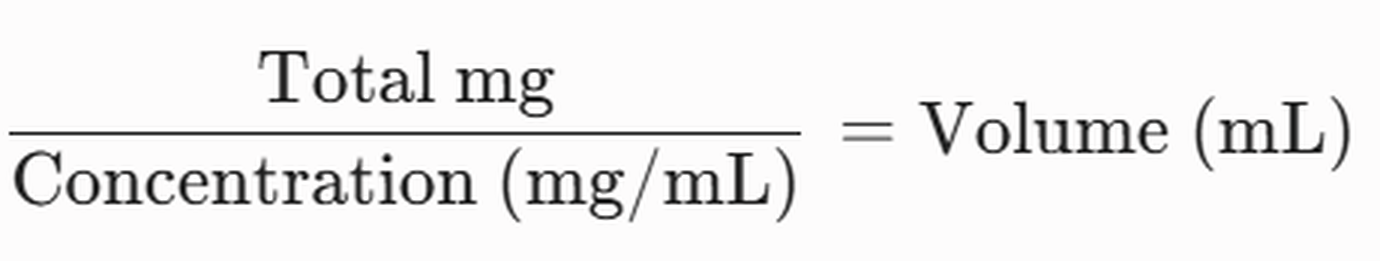 Total mg
Concentration (mg/mL)
= Volume (mL)